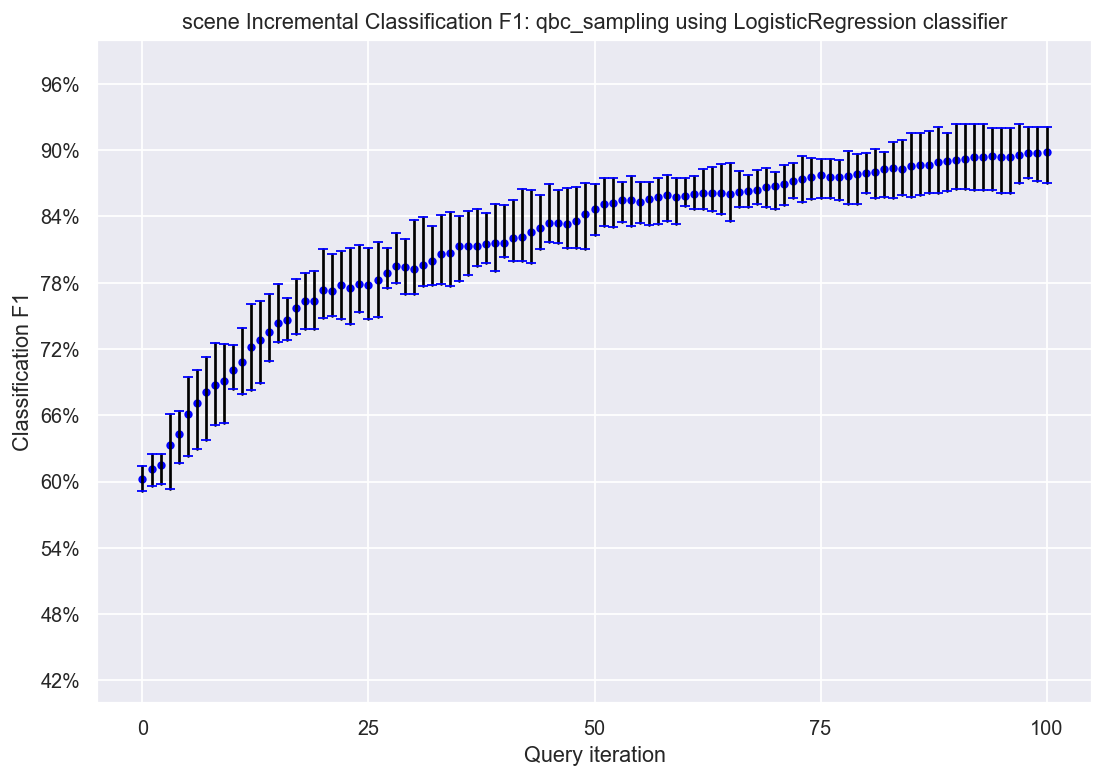 scene Incremental Classification F1: qbc_sampling using LogisticRegression classifier
96%
90%
84%
78%
72%
66%
60%
54%
48%
42%
Classification F1
0 25 50 75 100
Query iteration